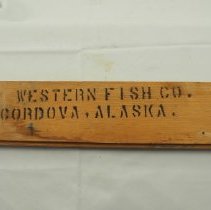 WESTERN FISH CO.
CORDOVA, ALASKA.